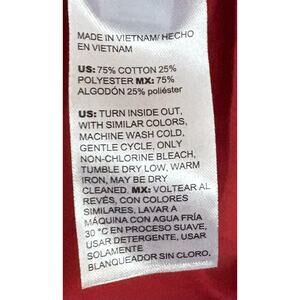 MADE IN VIETNAM/ HECHO
EN VIETNAM
US: 75% COTTON 25%
POLYESTER MX: 75%
ALGODÓN 25% poliéster
US: TURN INSIDE OUT,
WITH SIMILAR COLORS,
MACHINE WASH COLD,
GENTLE CYCLE, ONLY
NON-CHLORINE BLEACH,
TUMBLE DRY LOW, WARM
IRON, MAY BE DRY
CLEANED. MX: VOLTEAR AL
REVÉS, CON COLORES
SIMILARES, LAVAR A
MÁQUINA CON AGUA FRÍA
30 °C EN PROCESO SUAVE,
USAR DETERGENTE, USAR
SOLAMENTE
BLANQUEADOR SIN CLORO.